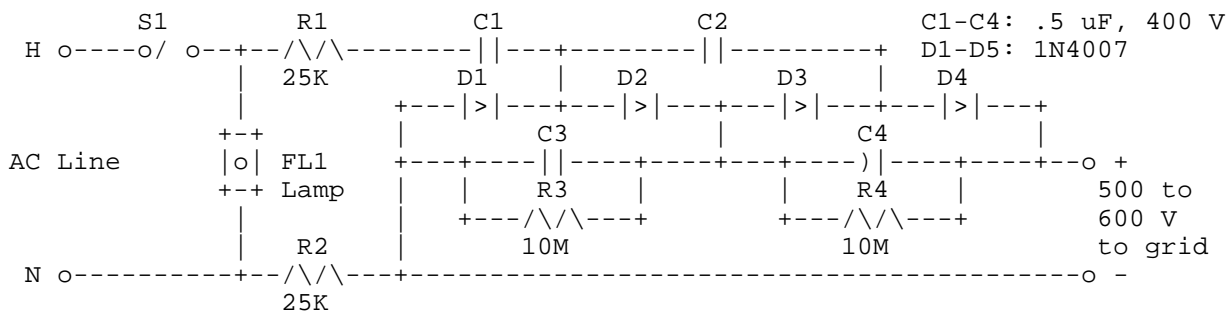 S1 R1 C1 C2 C1-C4: .5 uF, 400 V
H o----o/ o--+--/\/\--------||---+--------||---------+ D1-D5: 1N4007
| 25K D1 | D2 D3 | D4
| +---|>|---+---|>|---+---|>|---+---|>|---+
+-+ | C3 | C4 |
AC Line |o| FL1 +---+----||----+----+---+----)|----+----+--o +
+-+ Lamp | | R3 | | R4 | 500 to
| | +---/\/\---+ +---/\/\---+ 600 V
| R2 | 10M 10M to grid
N o----------+--/\/\---+------------------------------------------o -
25K